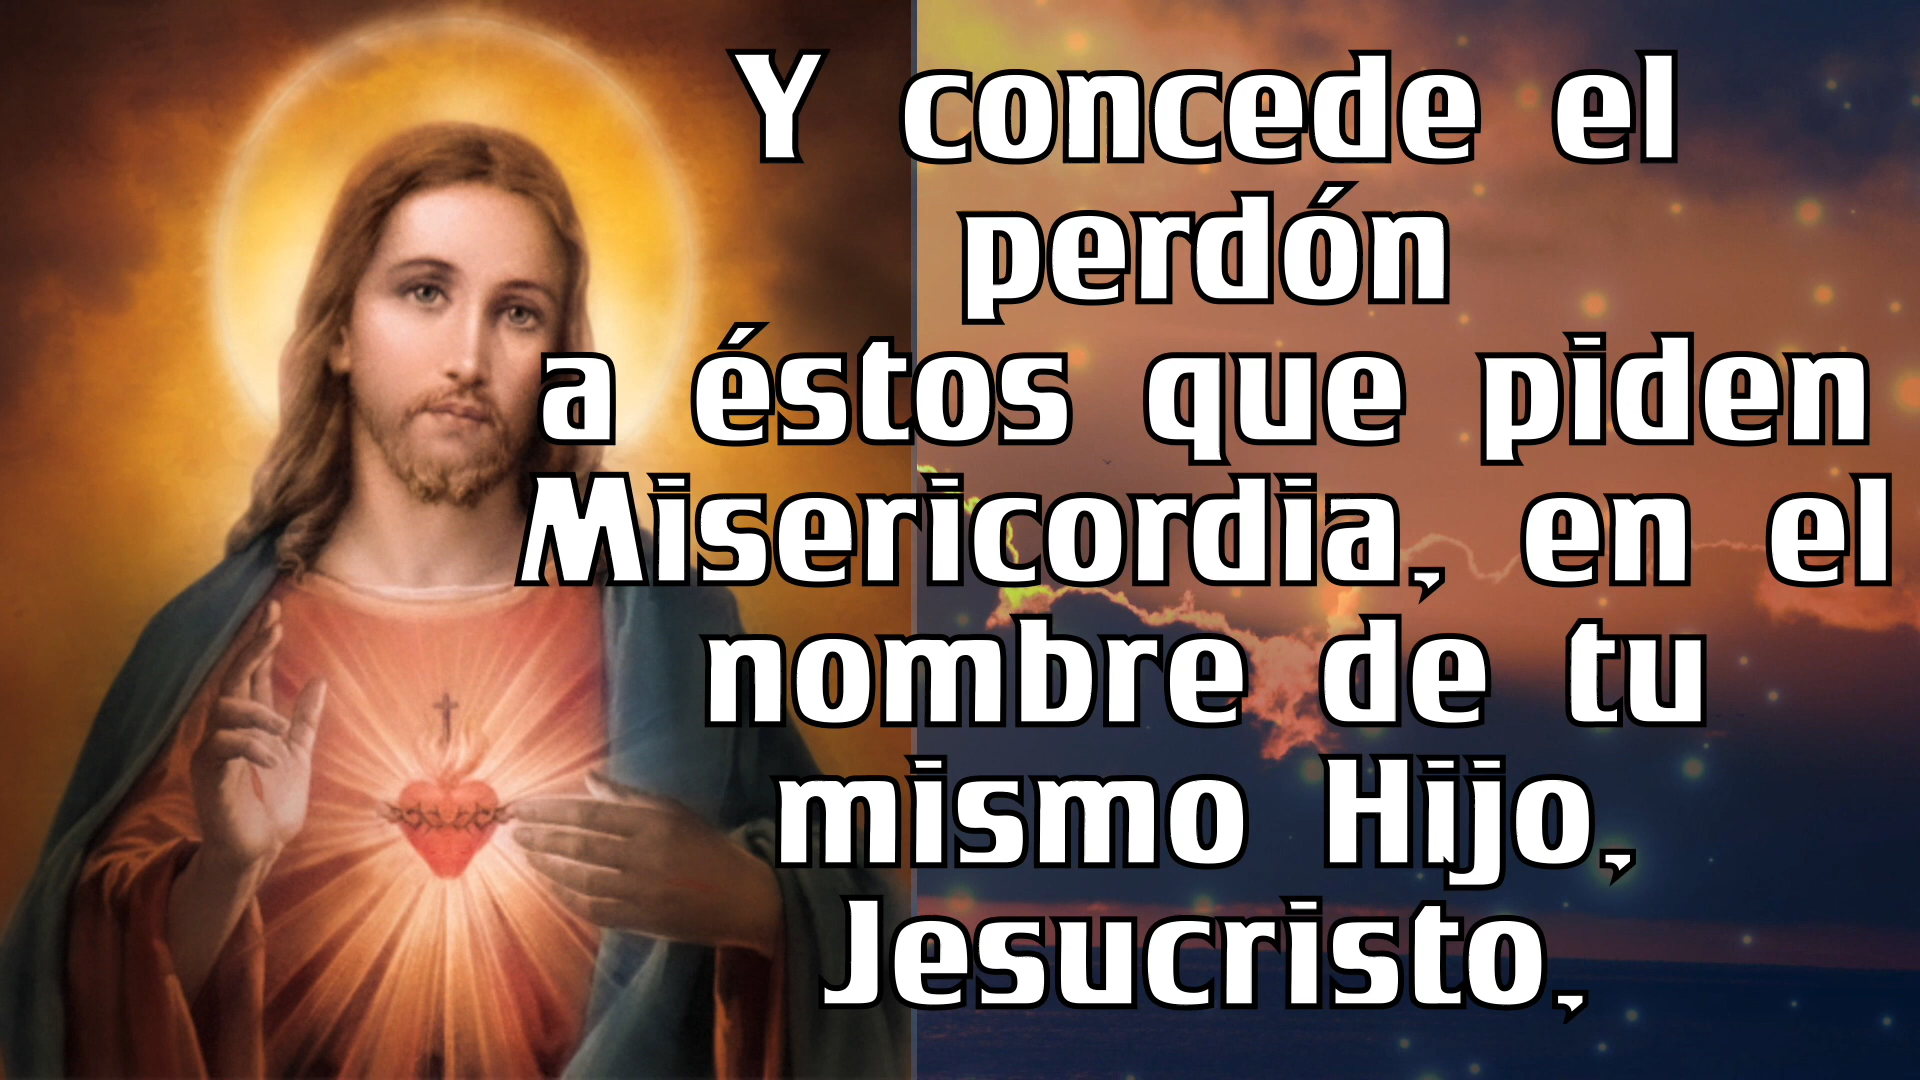 Y concede el
perdón
a éstos que piden
Misericordia, en el
nombre de tu
mismo Hijo,
Jesucristo,